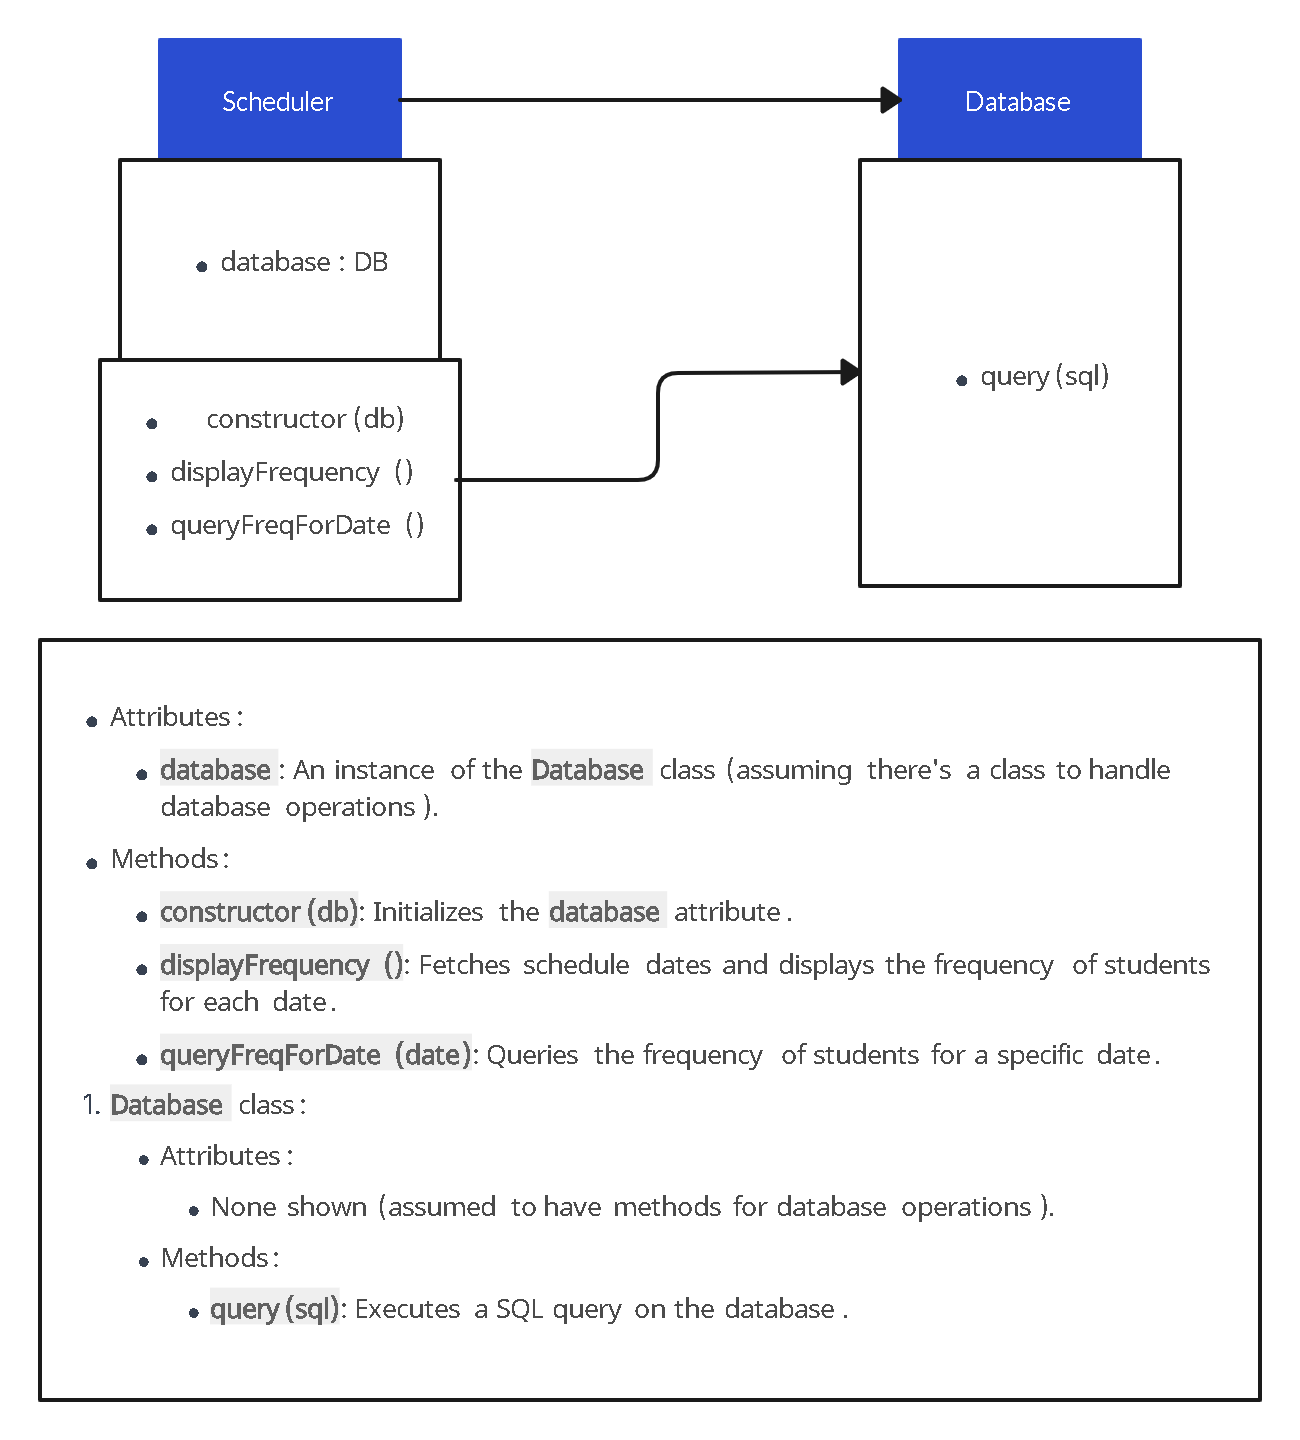 Scheduler
Database
• database : DB
• query (sql)
• constructor (db)
• displayFrequency ()
• queryFreqForDate ()
• Attributes :
• database : An instance of the Database class (assuming there's a class to handle
database operations ).
• Methods :
• constructor (db): Initializes the database attribute .
• displayFrequency (): Fetches schedule dates and displays the frequency of students
for each date .
• queryFreqForDate (date): Queries the frequency of students for a specific date .
1. Database class :
• Attributes :
• None shown (assumed to have methods for database operations ).
• Methods :
• query (sql): Executes a SQL query on the database .